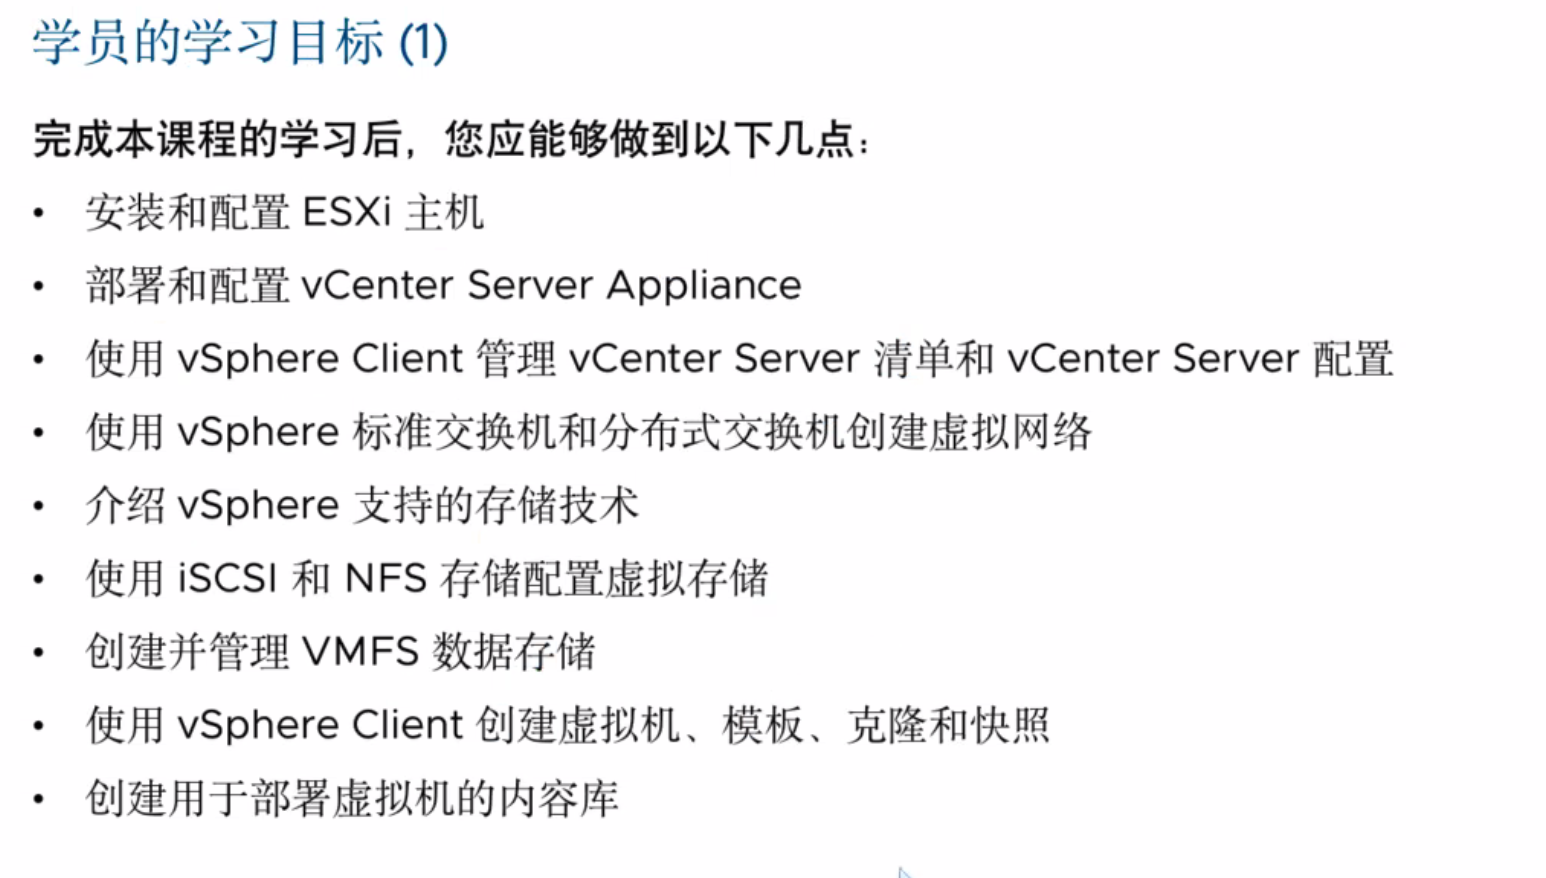 学员的学习目标 (1)
完成本课程的学习后，您应能够做到以下几点：
• 安装和配置 ESXi 主机
• 部署和配置 vCenter Server Appliance
• 使用 vSphere Client 管理 vCenter Server 清单和 vCenter Server 配置
• 使用 vSphere 标准交换机和分布式交换机创建虚拟网络
• 介绍 vSphere 支持的存储技术
• 使用 iSCSI 和 NFS 存储配置虚拟存储
• 创建并管理 VMFS 数据存储
• 使用 vSphere Client 创建虚拟机、模板、克隆和快照
• 创建用于部署虚拟机的内容库